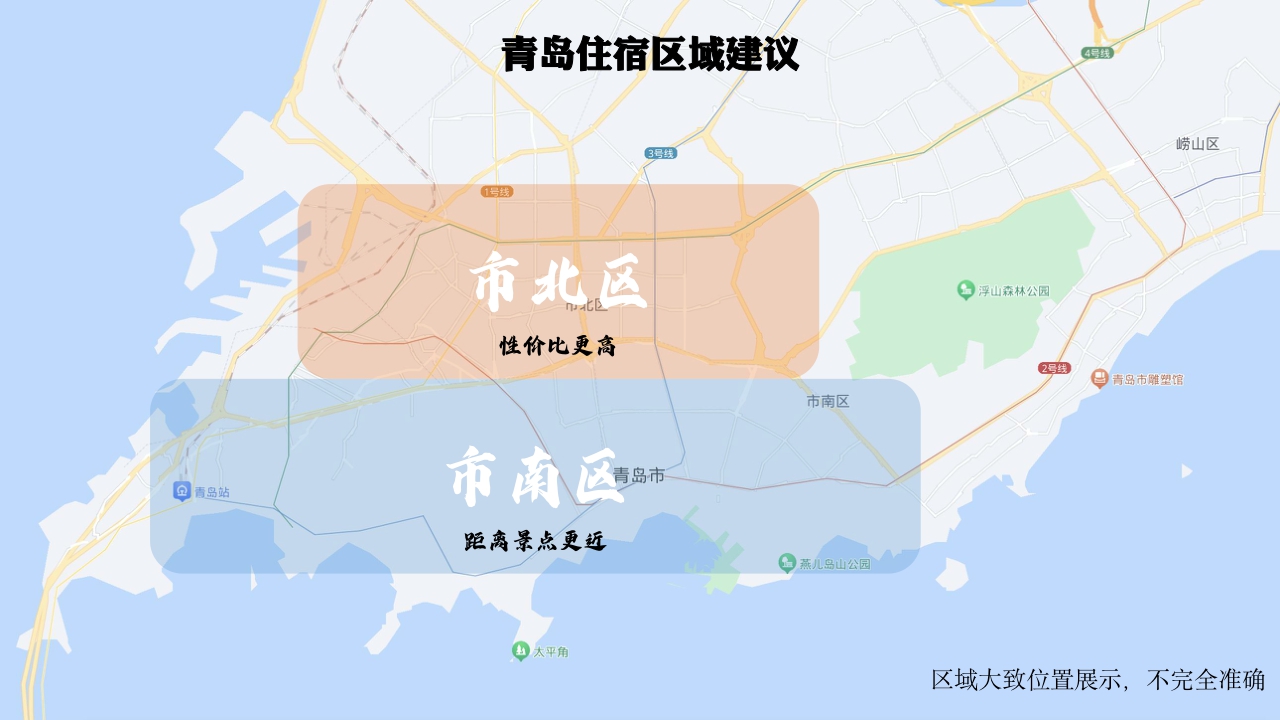 青岛住宿区域建议
4号线
崂山区
3号线
1号线
市北区
市北区
浮山森林公园
性价比更高
2号线
青岛市雕塑馆
市南区
市南区
青岛市
青岛站
距离景点更近
燕儿岛山公园
太平角
区域大致位置展示，不完全准确